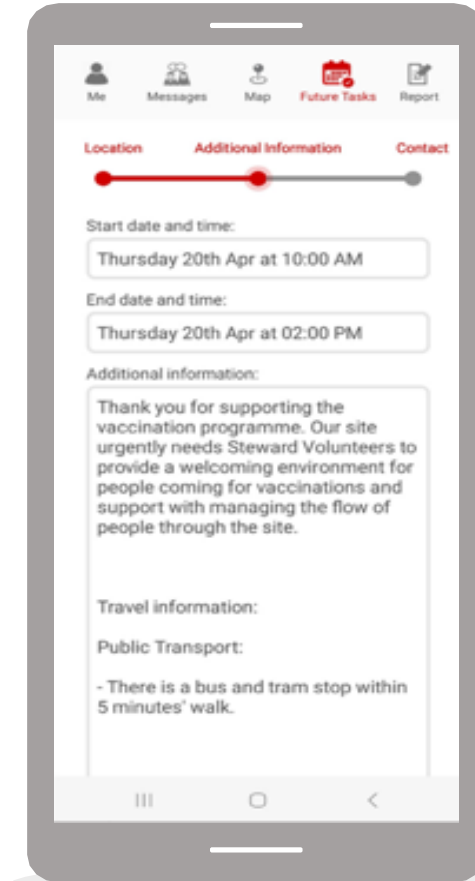 Me Messages Map Future Tasks Report
Location Additional Information Contact
Start date and time:
Thursday 20th Apr at 10:00 AM
End date and time:
Thursday 20th Apr at 02:00 PM
Additional information:
Thank you for supporting the
vaccination programme. Our site
urgently needs Steward Volunteers to
provide a welcoming environment for
people coming for vaccinations and
support with managing the flow of
people through the site.
Travel information:
Public Transport:
- There is a bus and tram stop within
5 minutes' walk.